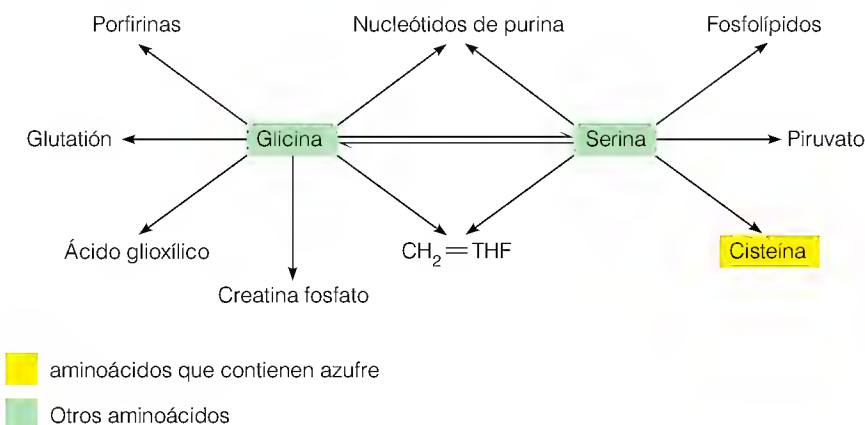 Porfirinas
Nucleótidos de purina
Fosfolípidos
Glutatión
Glicina
Serina
Piruvato
Ácido glioxílico
CH₂=THF
Cisteína
Creatina fosfato
aminoácidos que contienen azufre
Otros aminoácidos